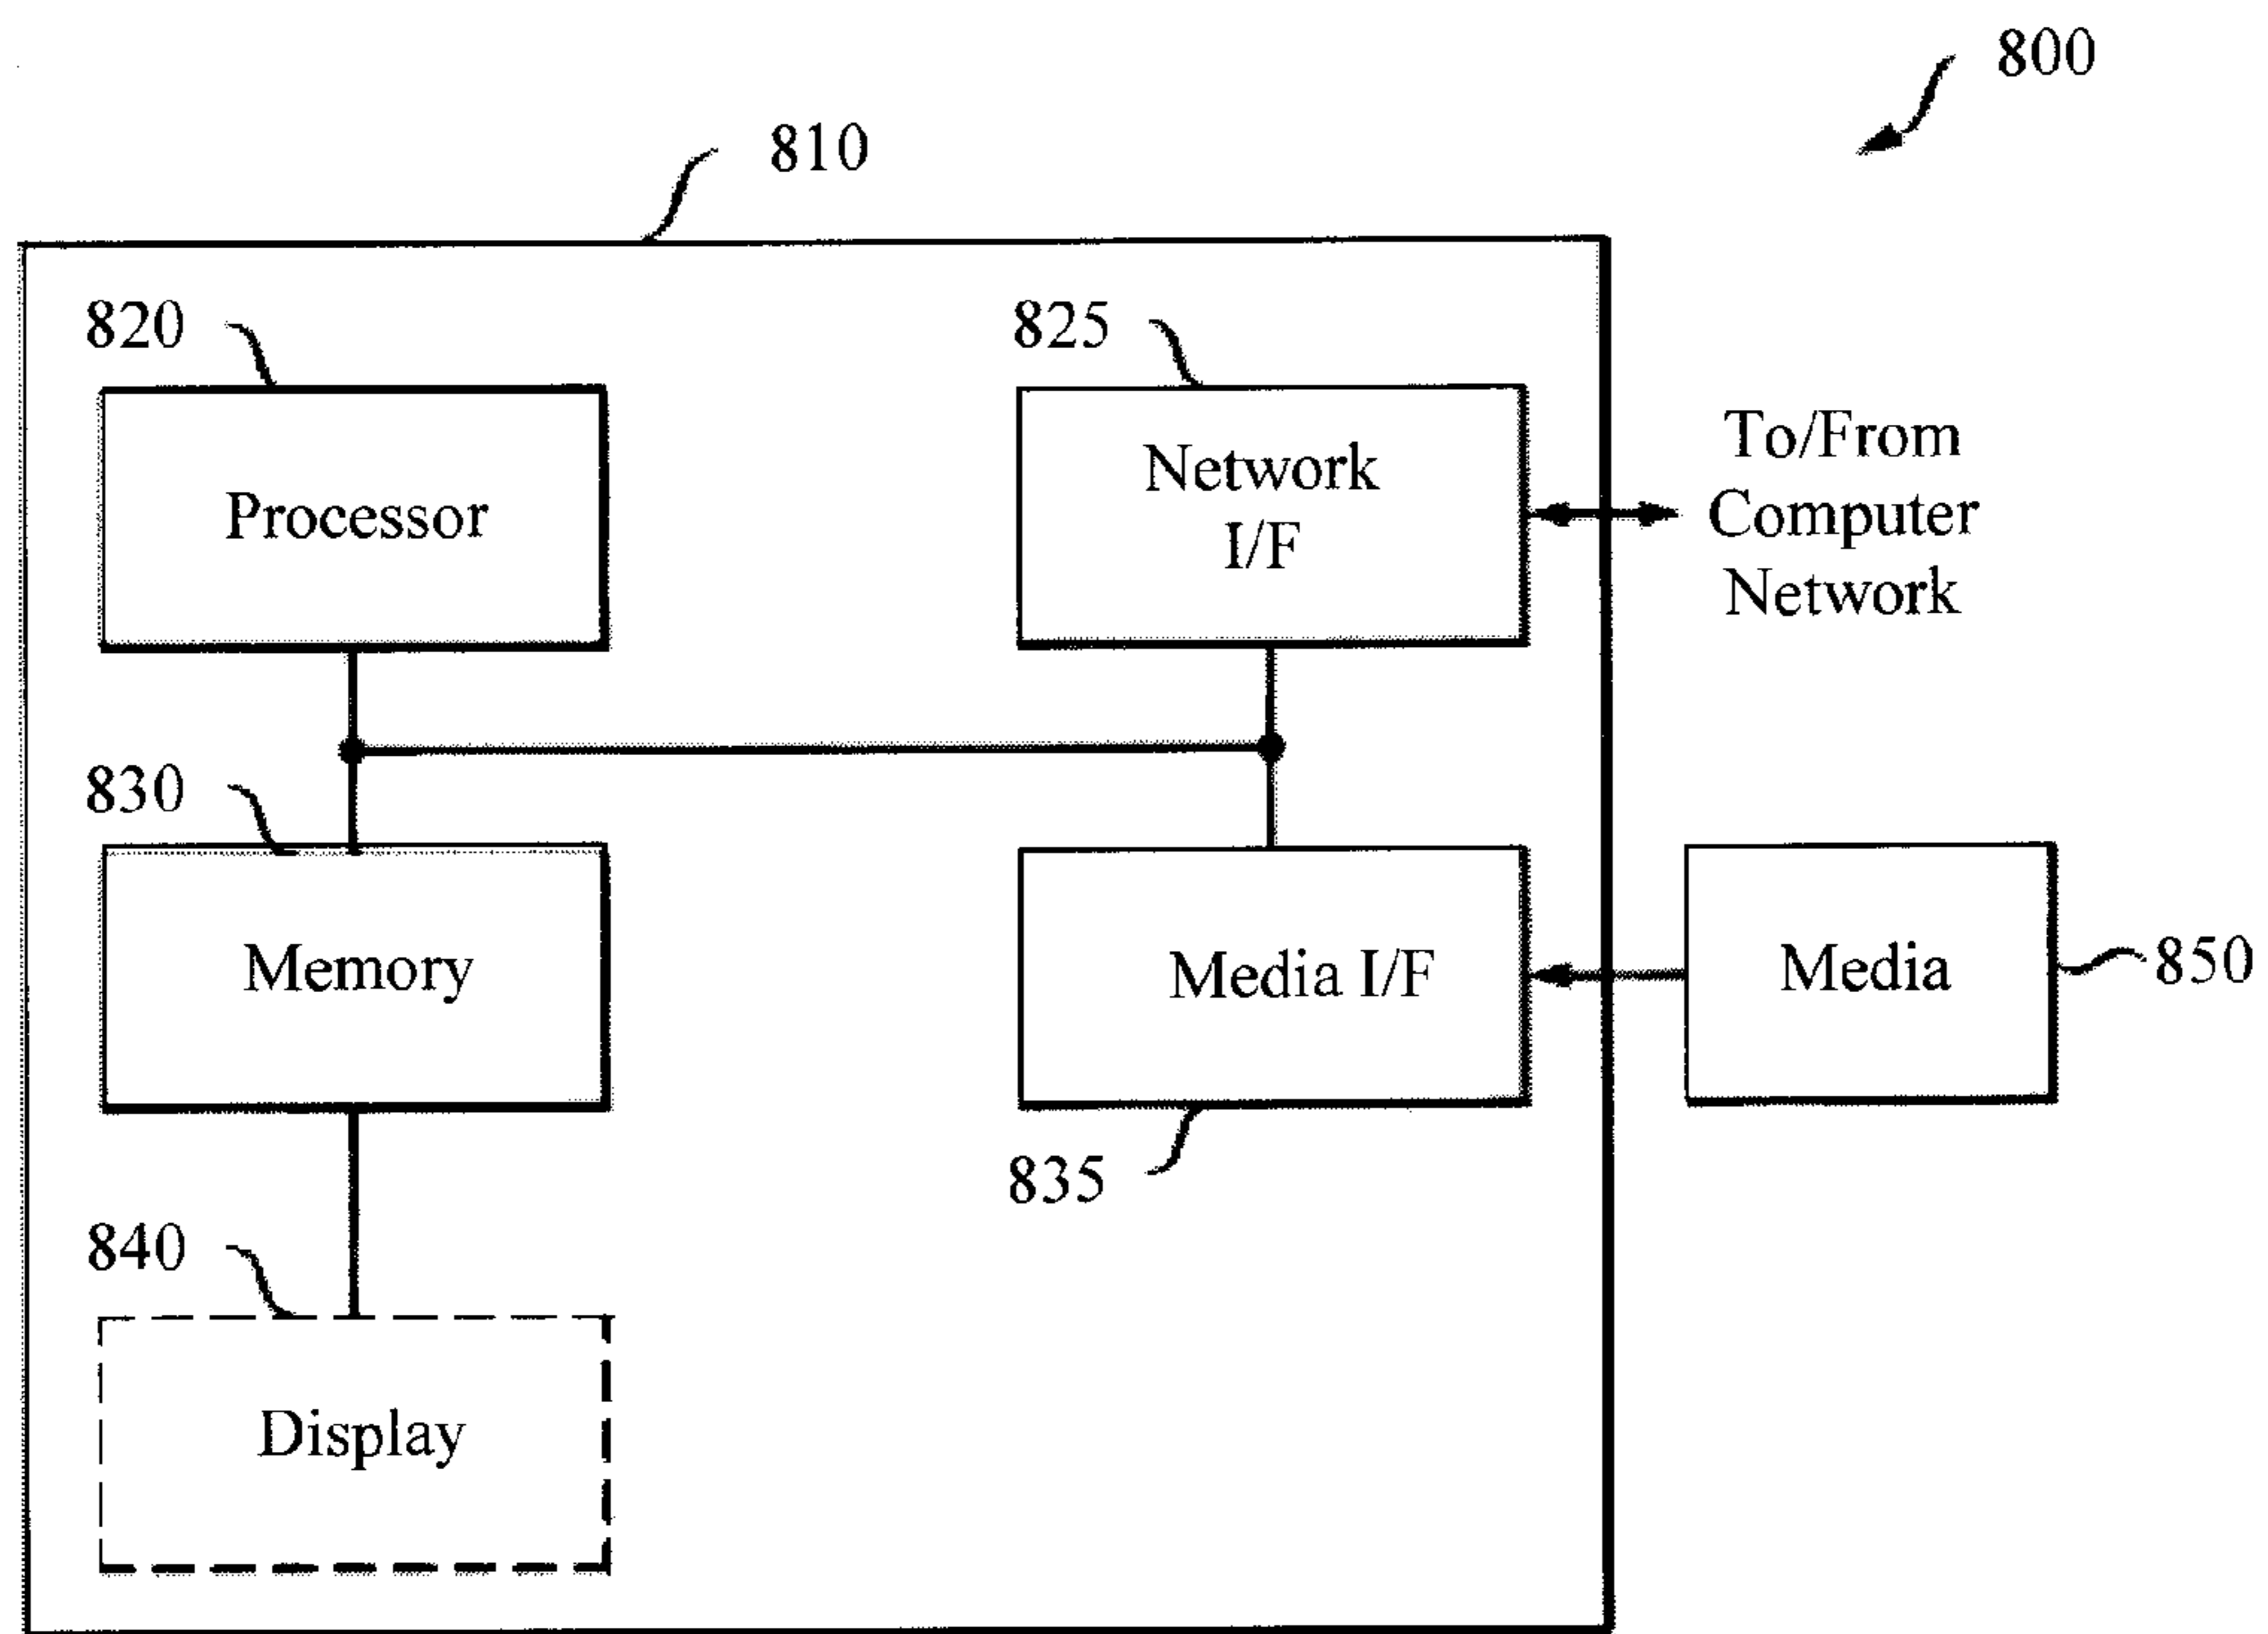 800
810
820
825
Processor
Network
I/F
To/From
Computer
Network
830
Memory
Media I/F
Media
850
835
840
Display